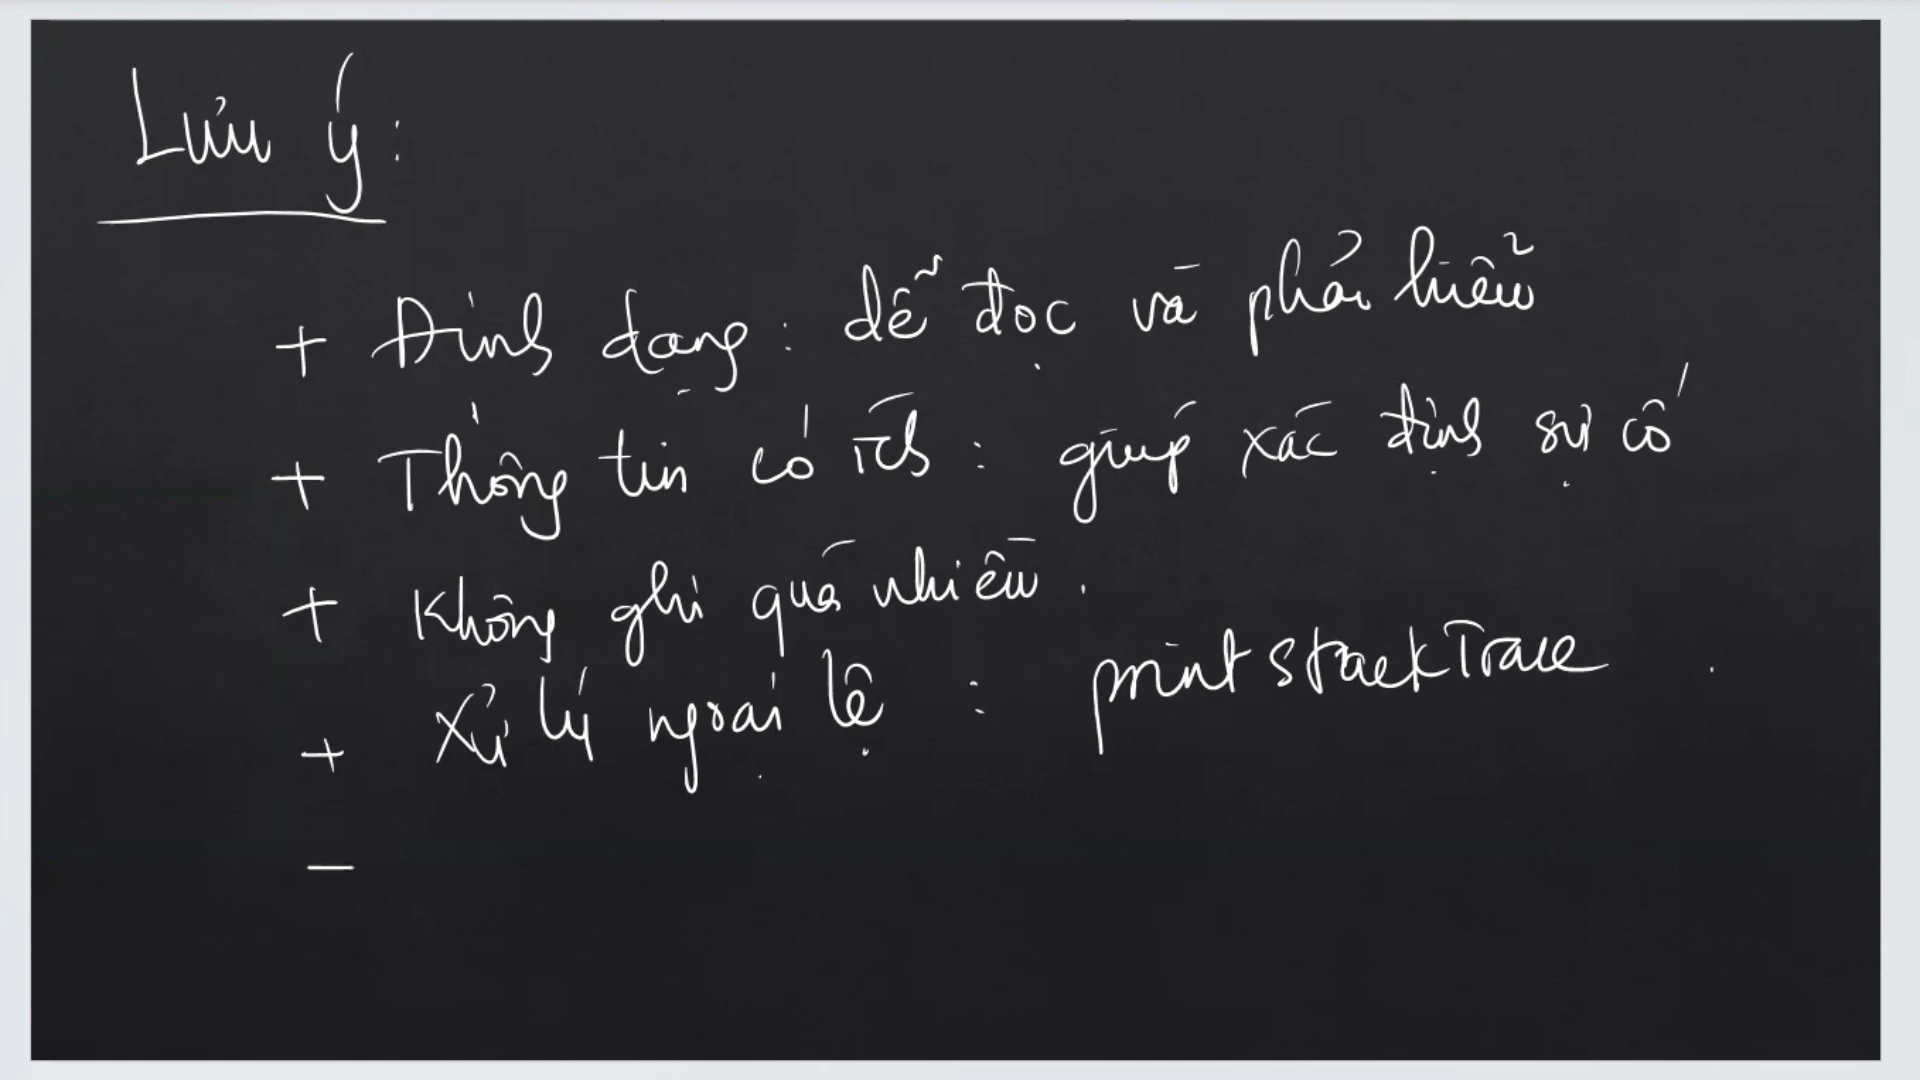 Lưu ý:
+ Định dạng: dễ đọc và phải hiểu
+ Thông tin có ích: giúp xác định sự cố
+ Không ghi quá nhiều.
+ Xử lý ngoại lệ: printStackTrace
–